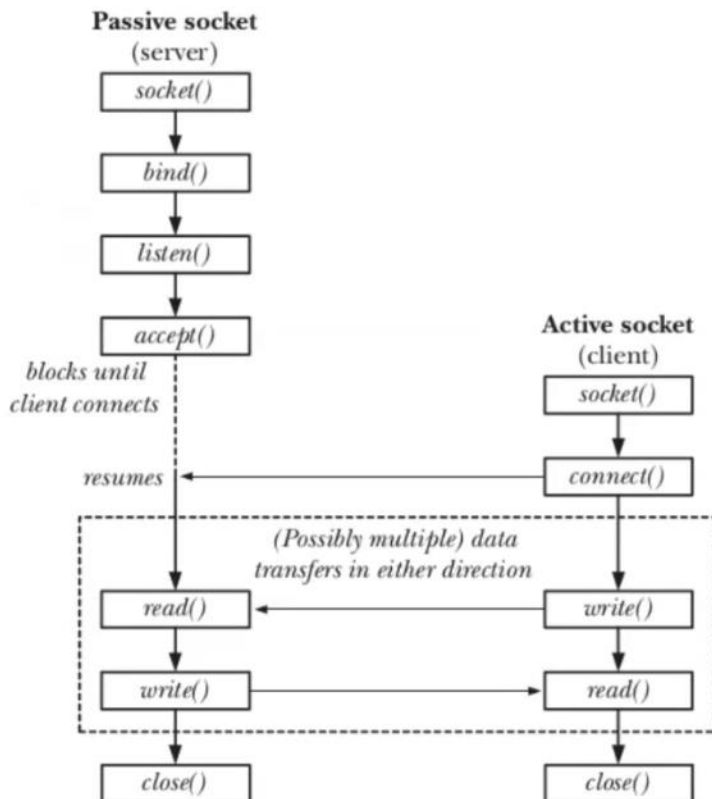 Passive socket
(server)
socket()
bind()
listen()
accept()
blocks until
client connects
resumes
Active socket
(client)
socket()
connect()
(Possibly multiple) data
transfers in either direction
read()
write()
write()
read()
close()
close()